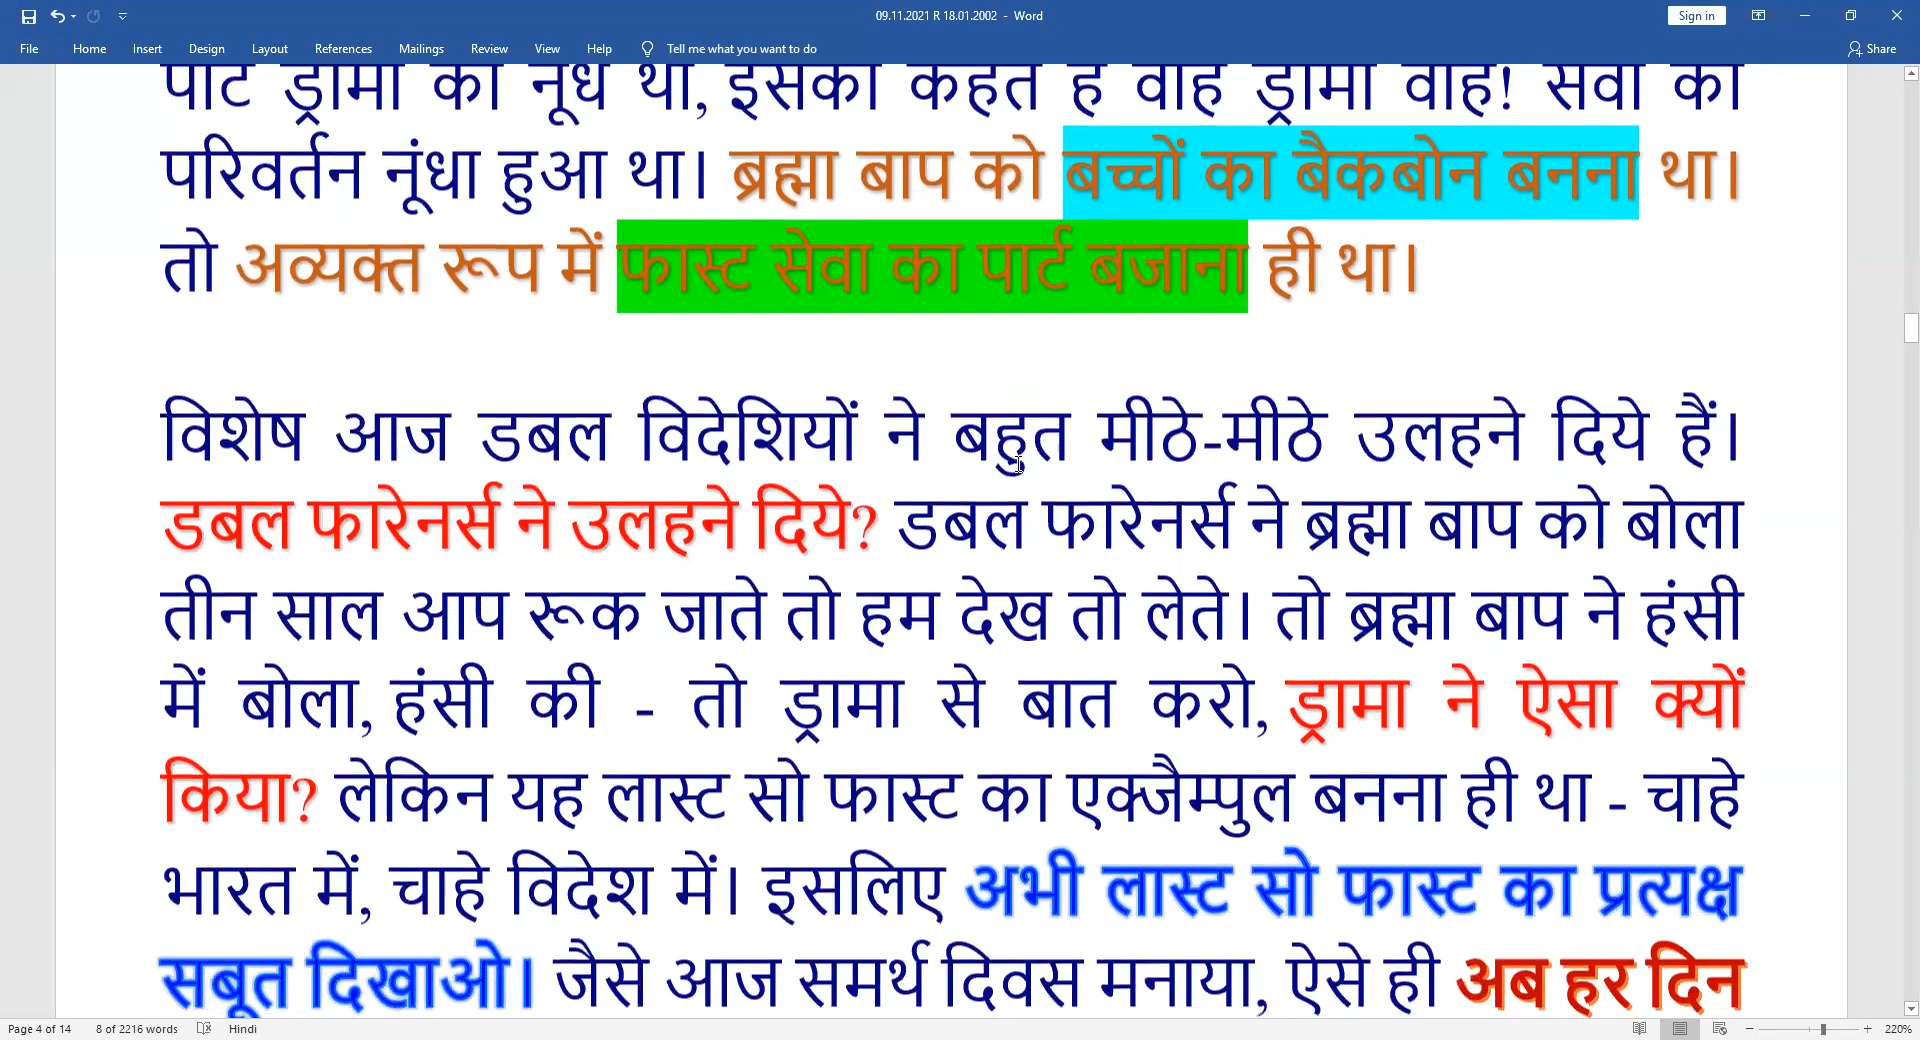 09.11.2021 R 18.01.2002 - Word
Sign in
File Home Insert Design Layout References Mailings Review View Help Tell me what you want to do Share
पार्ट ड्रामा का नूंध था, इसको कहते हैं वाह ड्रामा वाह! सेवा का
परिवर्तन नूंधा हुआ था। ब्रह्मा बाप को बच्चों का बैकबोन बनना था।
तो अव्यक्त रूप में फास्ट सेवा का पार्ट बजाना ही था।
विशेष आज डबल विदेशियों ने बहुत मीठे-मीठे उलहने दिये हैं।
डबल फारेनर्स ने उलहने दिये? डबल फारेनर्स ने ब्रह्मा बाप को बोला
तीन साल आप रूक जाते तो हम देख तो लेते। तो ब्रह्मा बाप ने हंसी
में बोला, हंसी की - तो ड्रामा से बात करो, ड्रामा ने ऐसा क्यों
किया? लेकिन यह लास्ट सो फास्ट का एक्जैम्पुल बनना ही था - चाहे
भारत में, चाहे विदेश में। इसलिए अभी लास्ट सो फास्ट का प्रत्यक्ष
सबूत दिखाओ। जैसे आज समर्थ दिवस मनाया, ऐसे ही अब हर दिन
Page 4 of 14 8 of 2216 words Hindi 220%